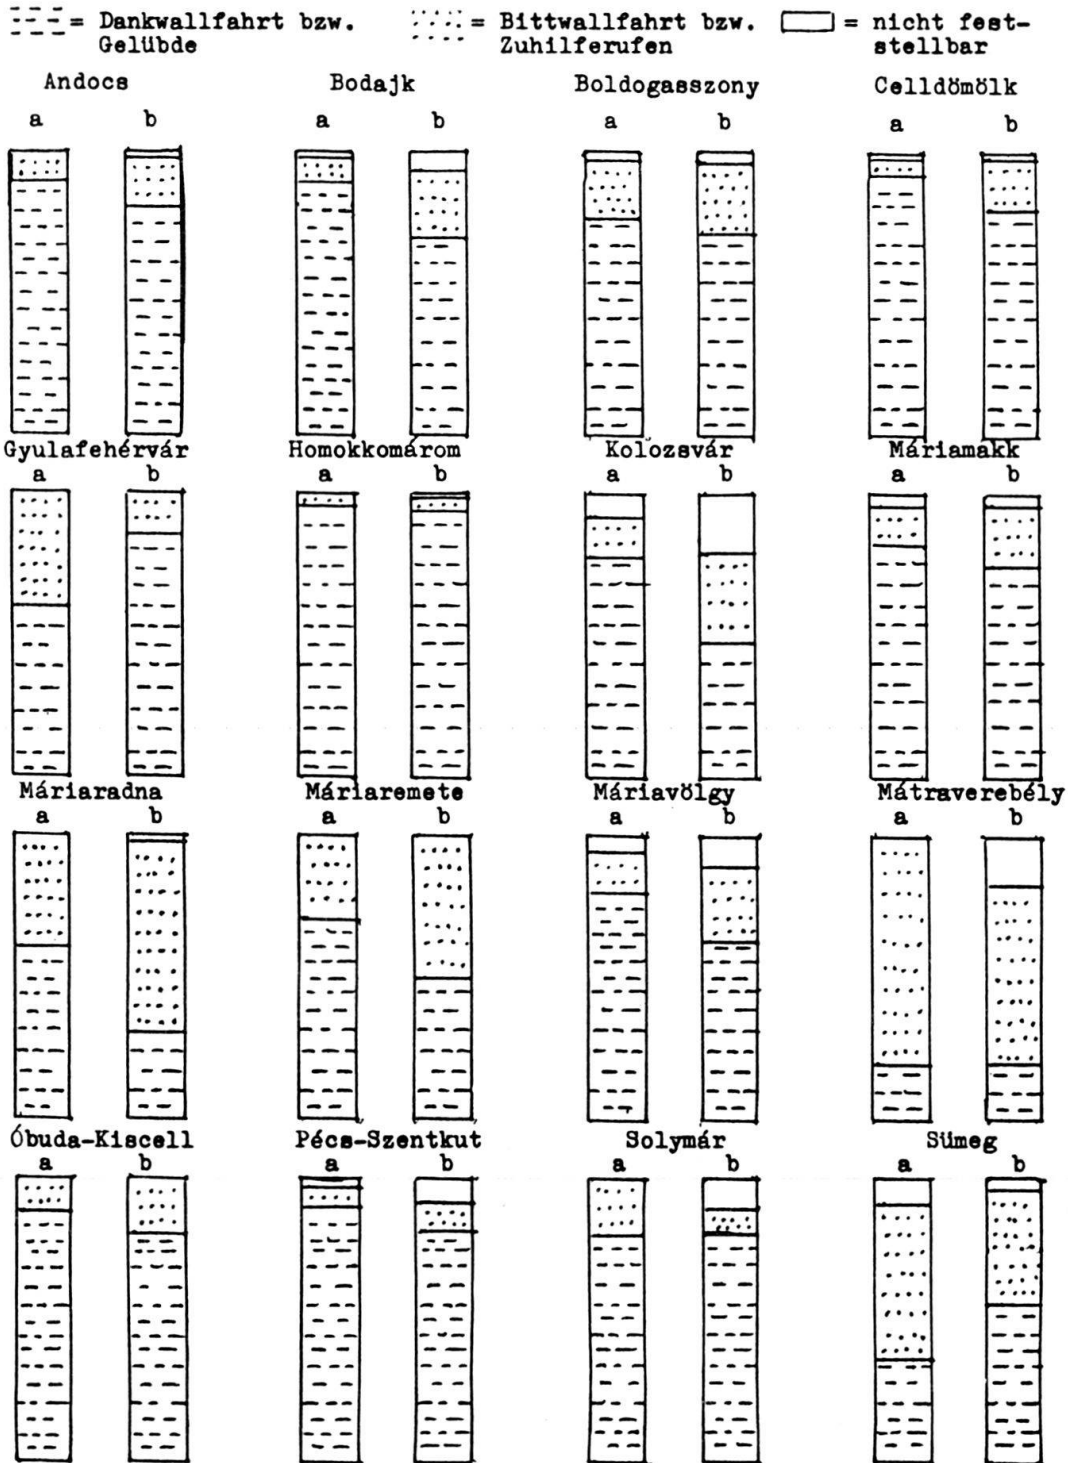 = Dankwallfahrt bzw. Gelübde = Bittwallfahrt bzw. Zuhilferufen = nicht fest-stellbar
Andocs Bodajk Boldogasszony Celldömölk
a b a b a b a b
Gyulafehérvár Homokkomárom Kolozsvár Máriamakk
a b a b a b a b
Máriaradna Máriaremete Máriavölgy Mátraverebély
a b a b a b a b
Óbuda-Kiscell Pécs-Szentkut Solymár Sümeg
a b a b a b a b